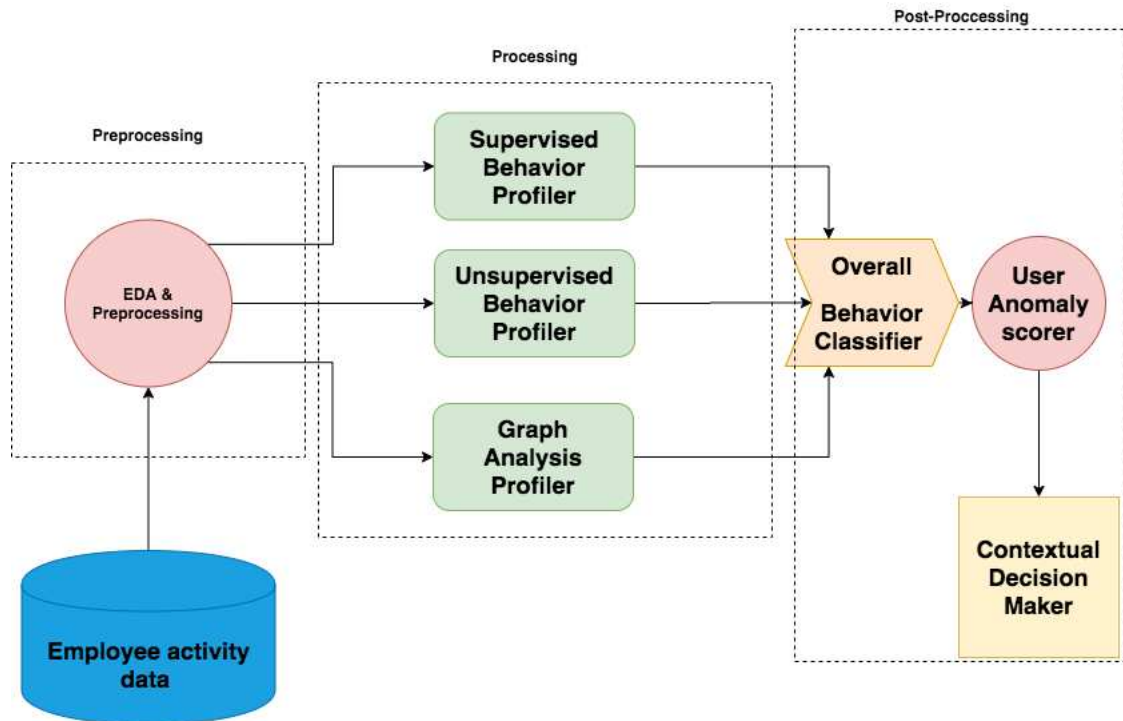 Post-Proccessing
Processing
Preprocessing
Supervised
Behavior
Profiler
EDA &
Preprocessing
Unsupervised
Behavior
Profiler
Graph
Analysis
Profiler
Overall
Behavior
Classifier
User
Anomaly
scorer
Contextual
Decision
Maker
Employee activity
data